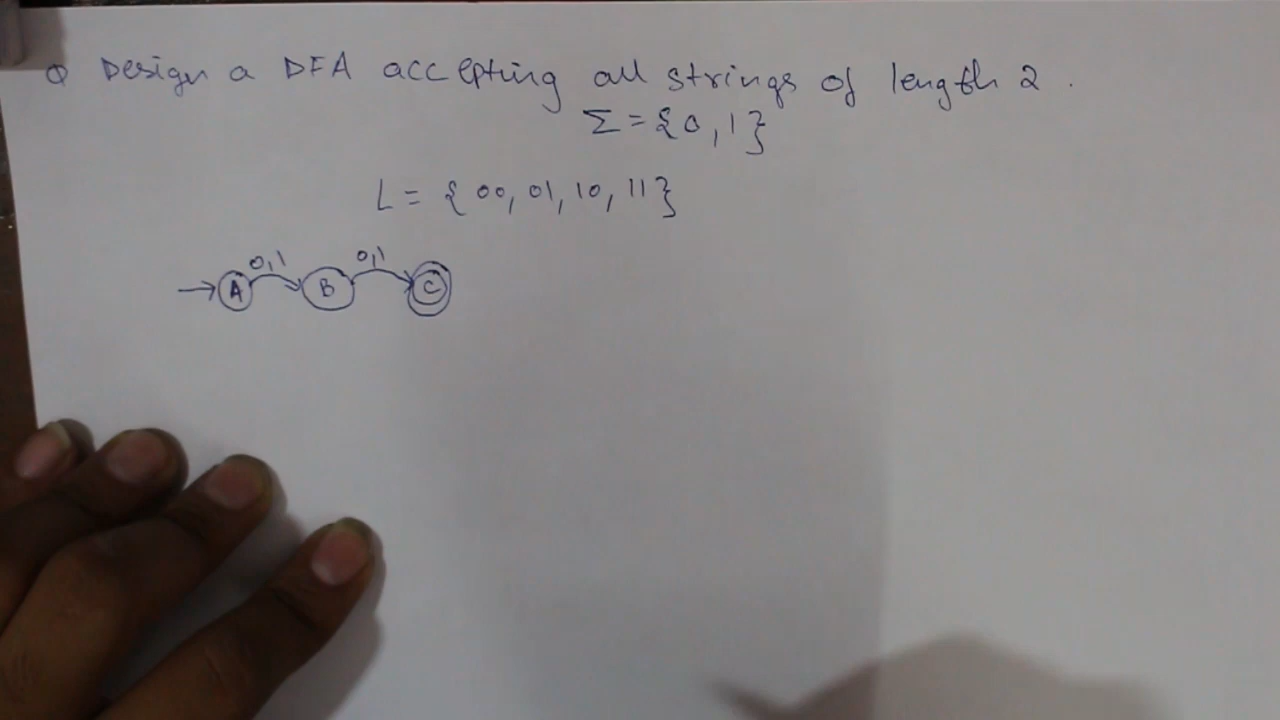 Q Design a DFA accepting all strings of length 2.
Σ = {0, 1}
L = {00, 01, 10, 11}
0,1 0,1
A B C